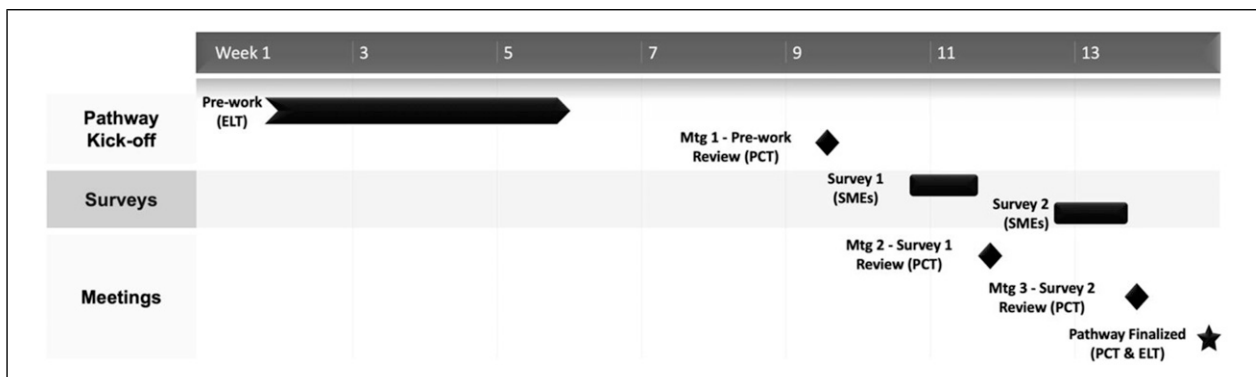 Week 1 3 5 7 9 11 13
Pathway
Kick-off
Pre-work
(ELT)
Mtg 1 - Pre-work
Review (PCT)
Surveys
Survey 1
(SMEs)
Survey 2
(SMEs)
Meetings
Mtg 2 - Survey 1
Review (PCT)
Mtg 3 - Survey 2
Review (PCT)
Pathway Finalized
(PCT & ELT)